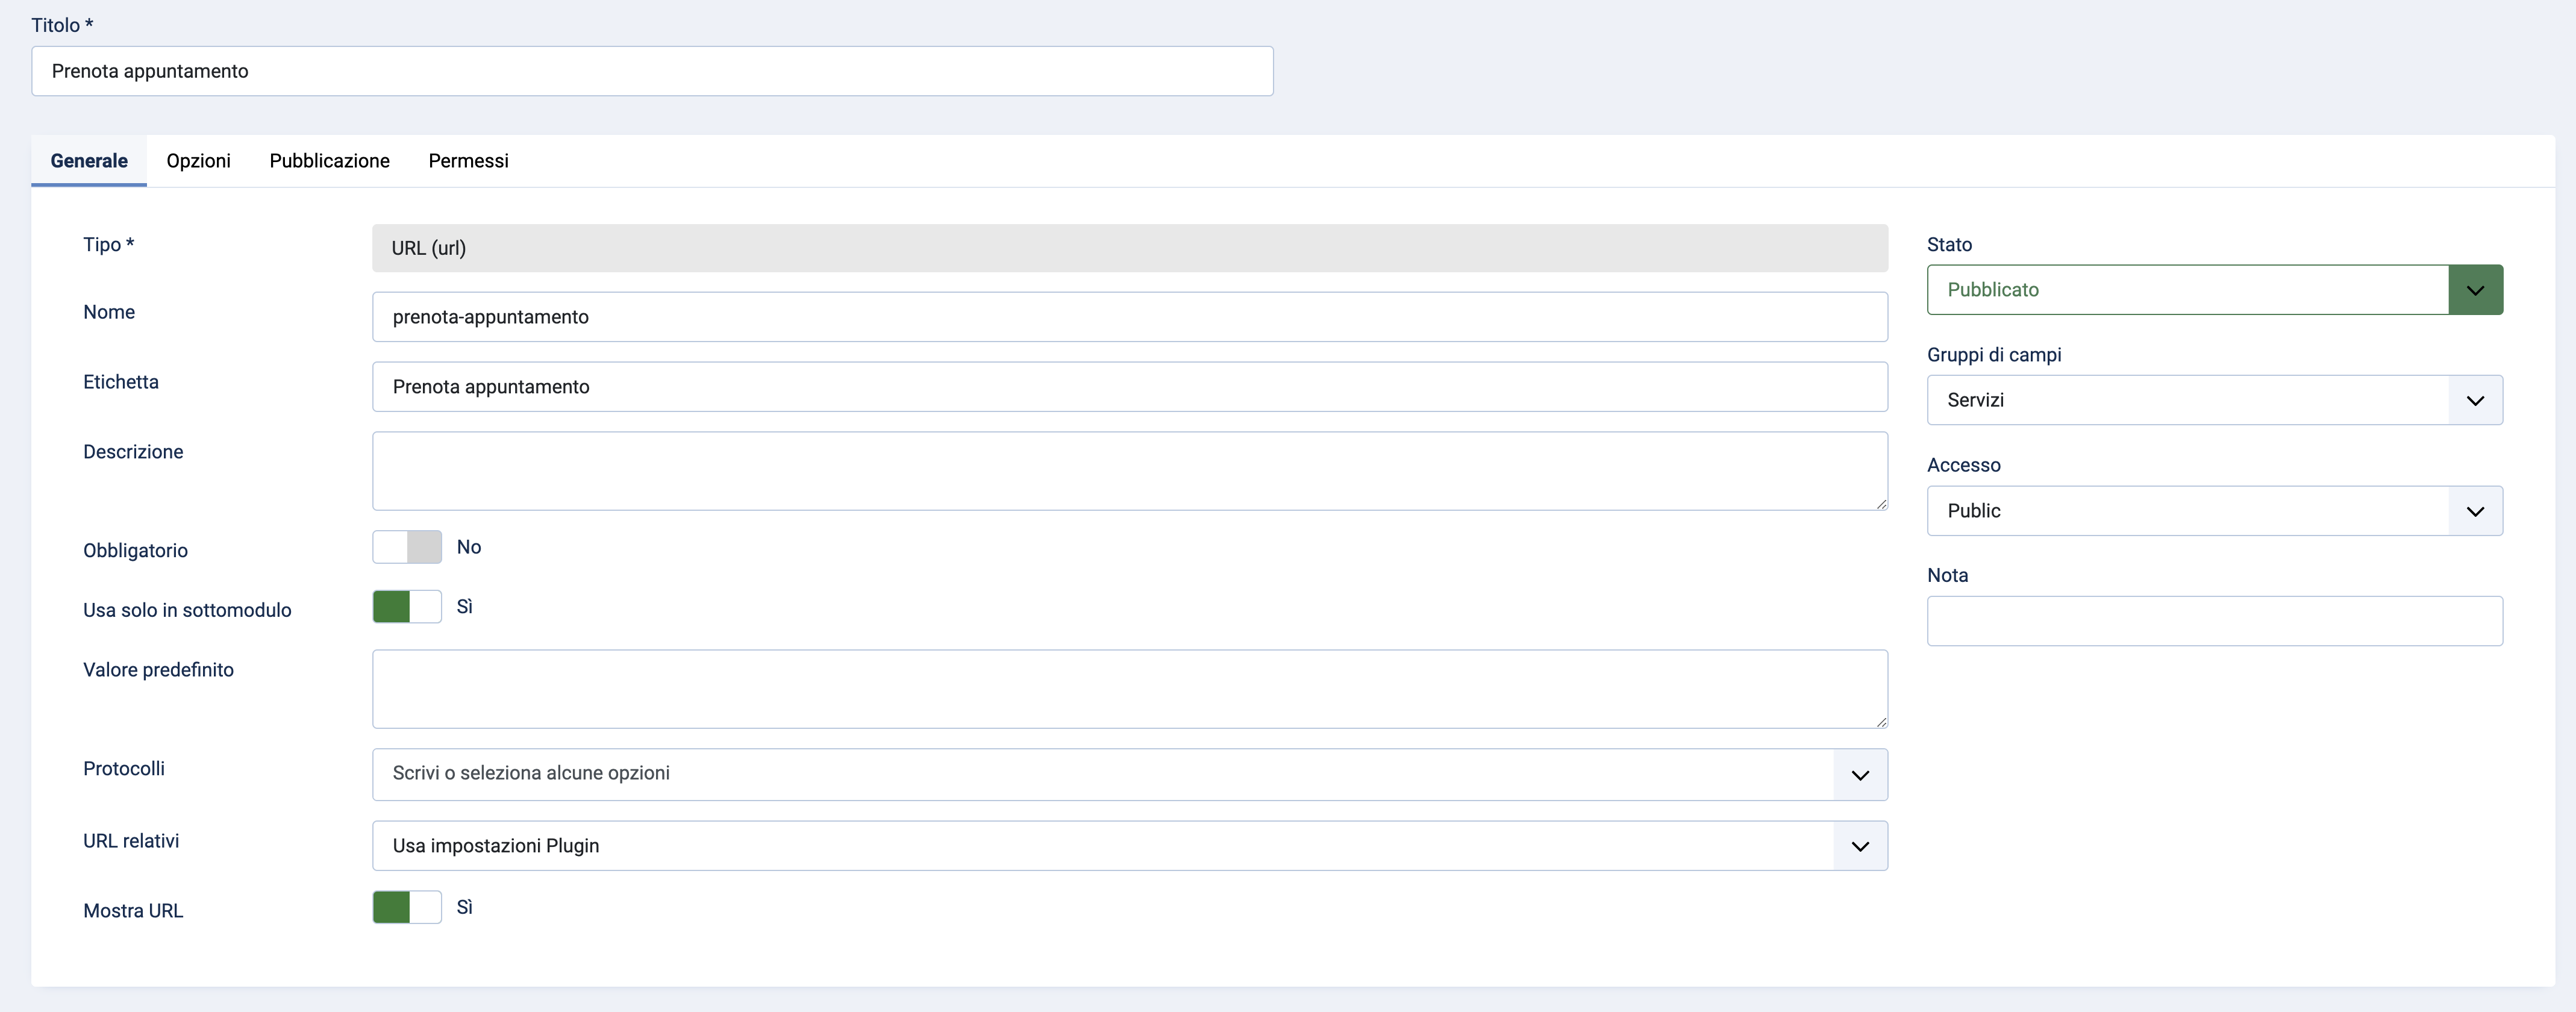 Titolo *
Prenota appuntamento
Generale Opzioni Pubblicazione Permessi
Tipo *
URL (url)
Nome
prenota-appuntamento
Etichetta
Prenota appuntamento
Descrizione
Obbligatorio
No
Usa solo in sottomodulo
Sì
Valore predefinito
Protocolli
Scrivi o seleziona alcune opzioni
URL relativi
Usa impostazioni Plugin
Mostra URL
Sì
Stato
Pubblicato
Gruppi di campi
Servizi
Accesso
Public
Nota